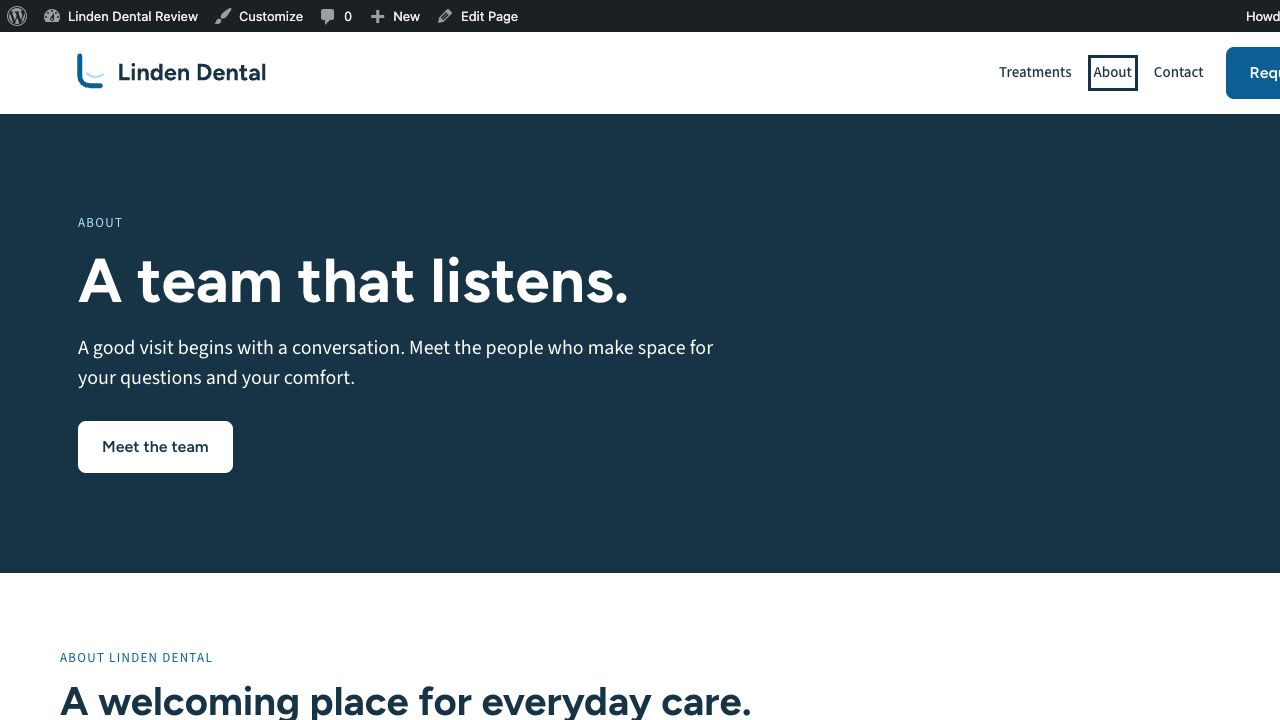 Linden Dental Review Customize 0 New Edit Page
Linden Dental
Treatments About Contact
ABOUT
A team that listens.
A good visit begins with a conversation. Meet the people who make space for
your questions and your comfort.
Meet the team
ABOUT LINDEN DENTAL
A welcoming place for everyday care.